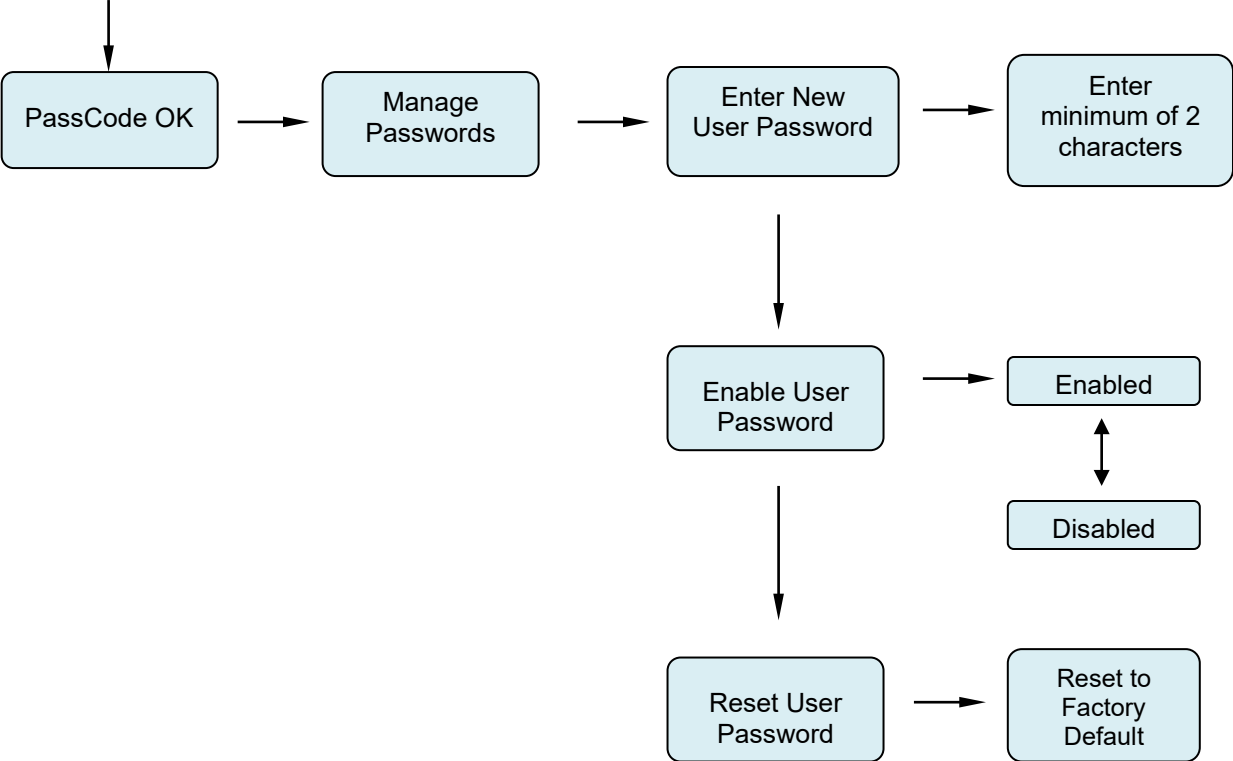 PassCode OK
Manage
Passwords
Enter New
User Password
Enter
minimum of 2
characters
Enable User
Password
Enabled
Disabled
Reset User
Password
Reset to
Factory
Default